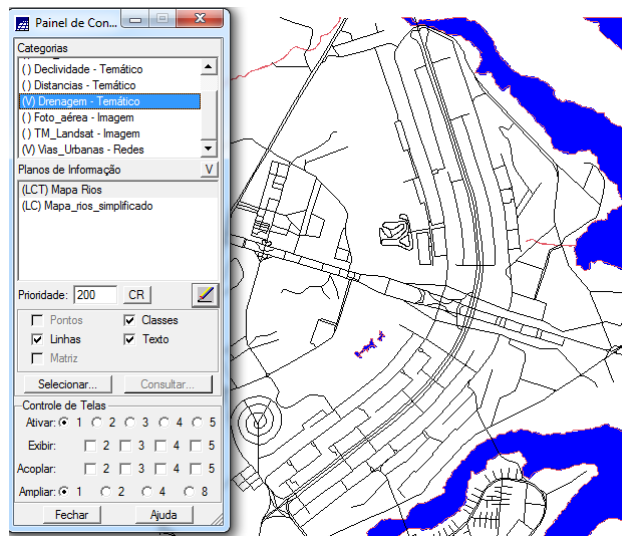 Painel de Con...
Categorias
( ) Declividade - Temático
( ) Distancias - Temático
(V) Drenagem - Temático
( ) Foto_aérea - Imagem
( ) TM_Landsat - Imagem
(V) Vias_Urbanas - Redes
Planos de Informação V
(LCT) Mapa Rios
(LC) Mapa_rios_simplificado
Prioridade: 200 CR
Pontos Classes
Linhas Texto
Matriz
Selecionar... Consultar...
Controle de Telas
Ativar: 1 2 3 4 5
Exibir: 2 3 4 5
Acoplar: 2 3 4 5
Ampliar: 1 2 4 8
Fechar Ajuda